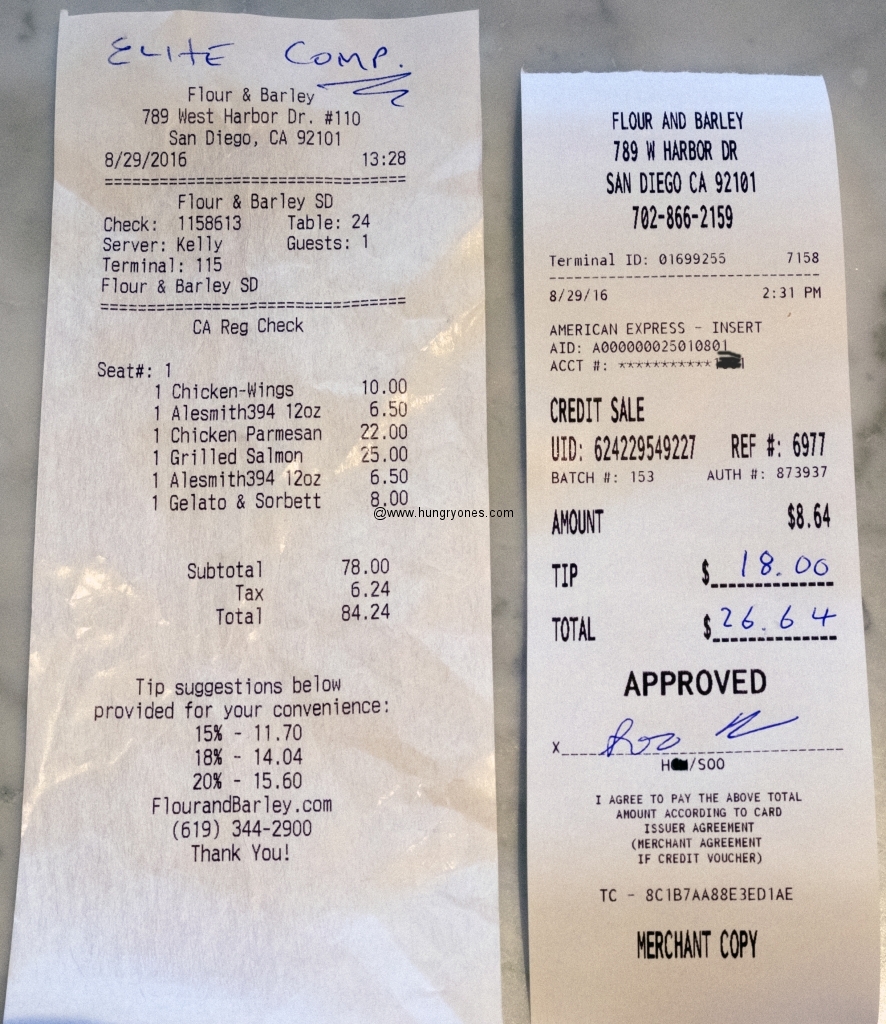 ELITE COMP.
Flour & Barley
789 West Harbor Dr. #110
San Diego, CA 92101
8/29/2016 13:28
================================
Flour & Barley SD
Check: 1158613 Table: 24
Server: Kelly Guests: 1
Terminal: 115
Flour & Barley SD
================================
CA Reg Check
Seat#: 1
1 Chicken-Wings 10.00
1 Alesmith394 12oz 6.50
1 Chicken Parmesan 22.00
1 Grilled Salmon 25.00
1 Alesmith394 12oz 6.50
1 Gelato & Sorbett 8.00
@www.hungryones.com
Subtotal 78.00
Tax 6.24
Total 84.24
Tip suggestions below
provided for your convenience:
15% - 11.70
18% - 14.04
20% - 15.60
FlourandBarley.com
(619) 344-2900
Thank You!
FLOUR AND BARLEY
789 W HARBOR DR
SAN DIEGO CA 92101
702-866-2159
Terminal ID: 01699255 7158
8/29/16 2:31 PM
AMERICAN EXPRESS - INSERT
AID: A000000025010801
ACCT #: ***********
CREDIT SALE
UID: 624229549227 REF #: 6977
BATCH #: 153 AUTH #: 873937
AMOUNT $8.64
TIP $ 18.00
TOTAL $ 26.64
APPROVED
X
H /SOO
I AGREE TO PAY THE ABOVE TOTAL
AMOUNT ACCORDING TO CARD
ISSUER AGREEMENT
(MERCHANT AGREEMENT
IF CREDIT VOUCHER)
TC - 8C1B7AA88E3ED1AE
MERCHANT COPY